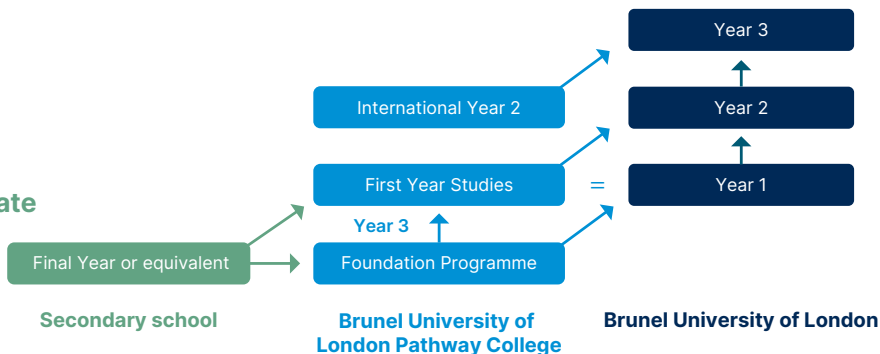 Year 3
International Year 2
Year 2
ate
First Year Studies
=
Year 1
Year 3
Final Year or equivalent
Foundation Programme
Secondary school
Brunel University of
London Pathway College
Brunel University of London